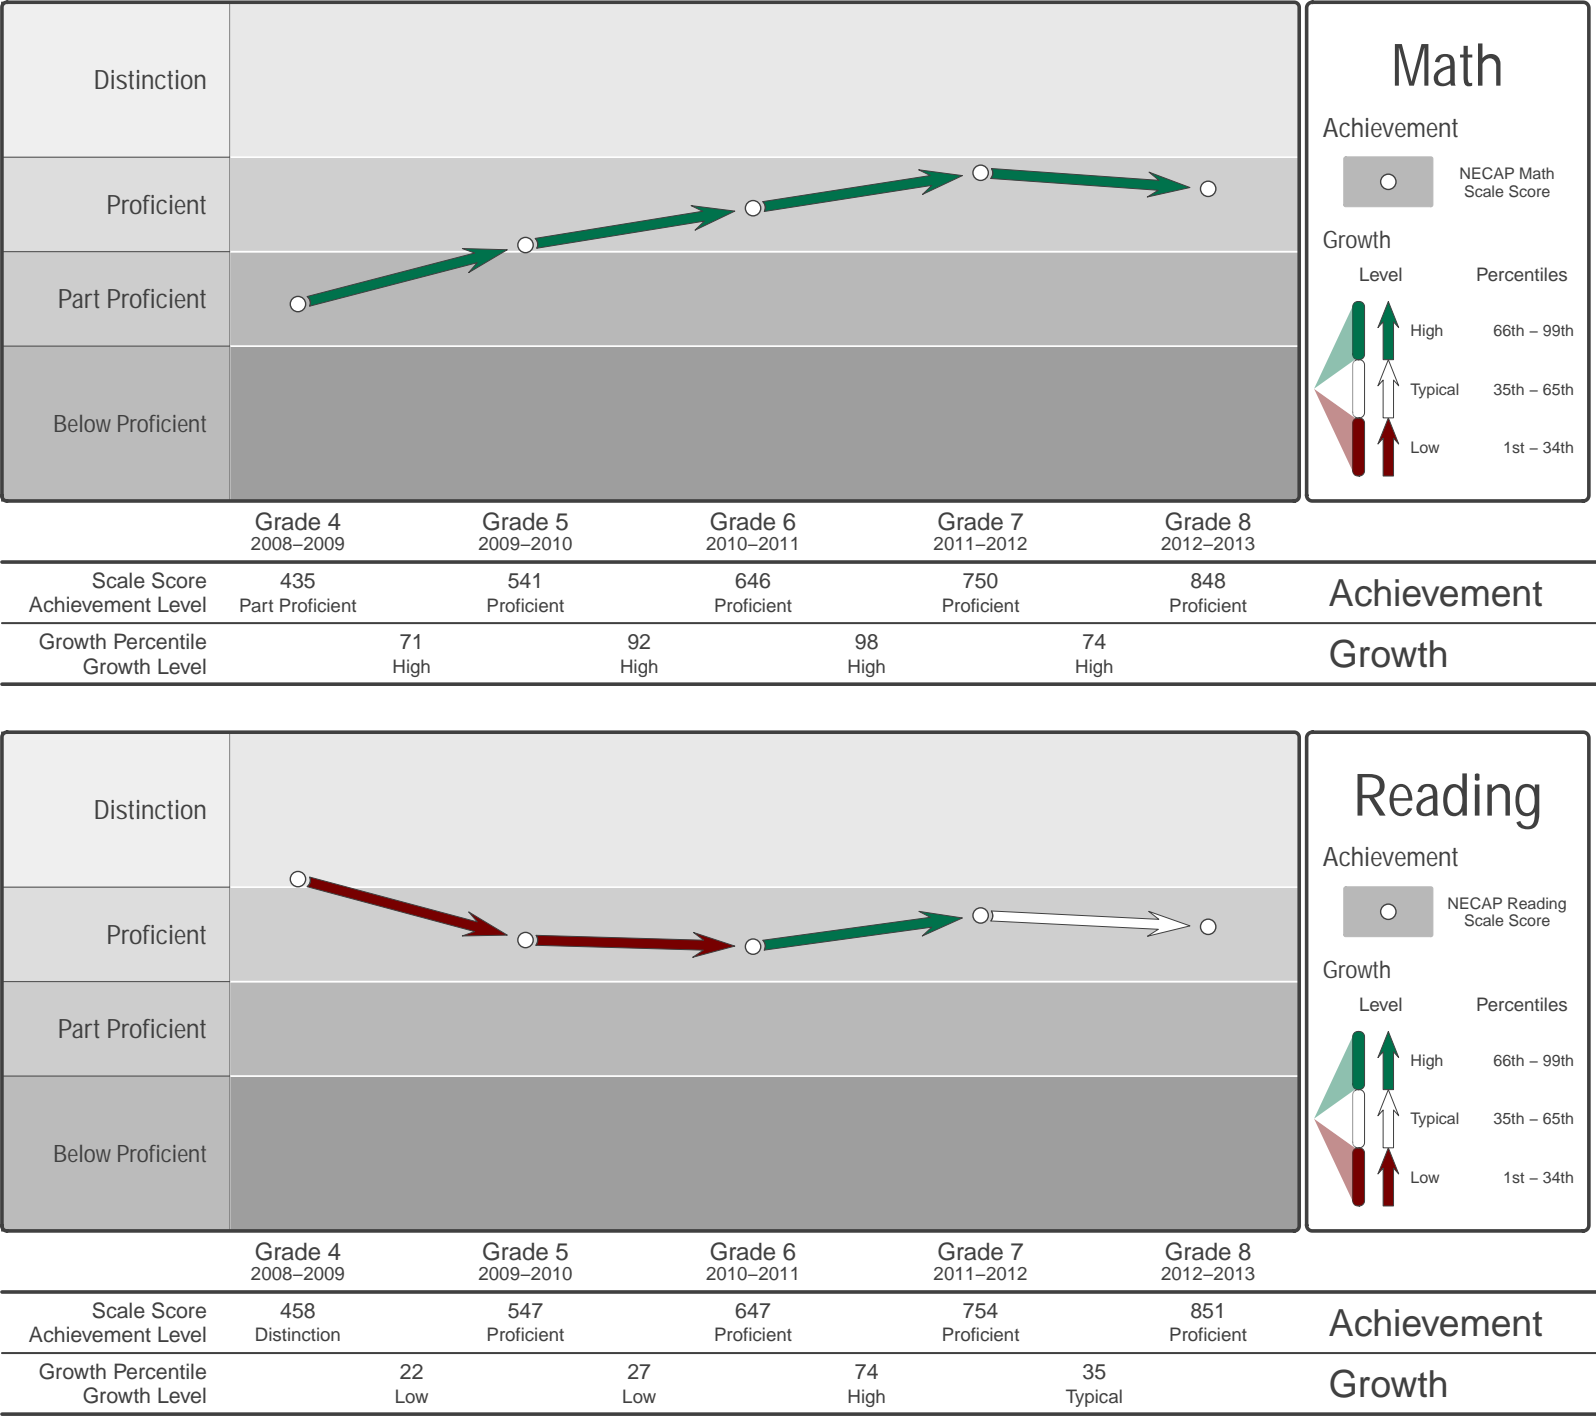 Distinction
Proficient
Part Proficient
Below Proficient
Math
Achievement
NECAP Math
Scale Score
Growth
Level Percentiles
High 66th – 99th
Typical 35th – 65th
Low 1st – 34th
Grade 4 Grade 5 Grade 6 Grade 7 Grade 8
2008–2009 2009–2010 2010–2011 2011–2012 2012–2013
Scale Score 435 541 646 750 848
Achievement Level Part Proficient Proficient Proficient Proficient Proficient
Achievement
Growth Percentile 71 92 98 74
Growth Level High High High High
Growth
Distinction
Proficient
Part Proficient
Below Proficient
Reading
Achievement
NECAP Reading
Scale Score
Growth
Level Percentiles
High 66th – 99th
Typical 35th – 65th
Low 1st – 34th
Grade 4 Grade 5 Grade 6 Grade 7 Grade 8
2008–2009 2009–2010 2010–2011 2011–2012 2012–2013
Scale Score 458 547 647 754 851
Achievement Level Distinction Proficient Proficient Proficient Proficient
Achievement
Growth Percentile 22 27 74 35
Growth Level Low Low High Typical
Growth